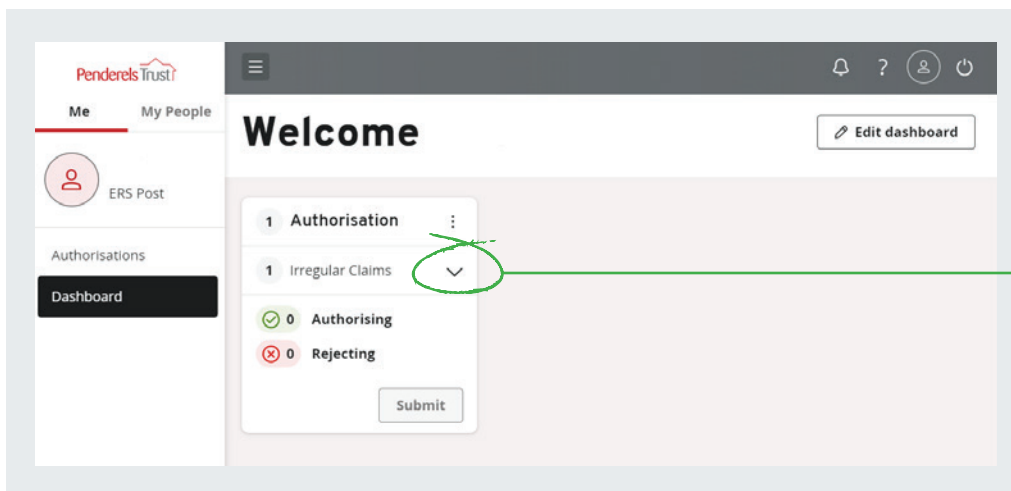 Penderels Trust
Me My People
ERS Post
Authorisations
Dashboard
?
Welcome
Edit dashboard
1 Authorisation
1 Irregular Claims
0 Authorising
0 Rejecting
Submit